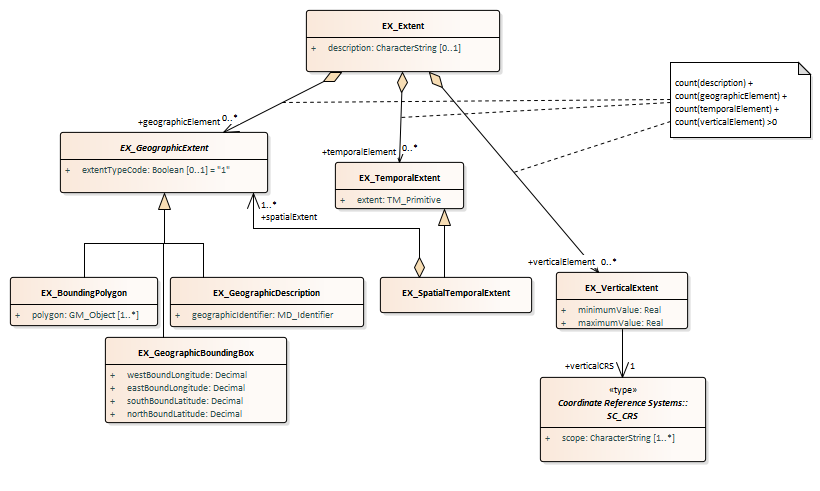 EX_Extent
+ description: CharacterString [0..1]
count(description) +
count(geographicElement) +
count(temporalElement) +
count(verticalElement) >0
+geographicElement 0..*
+temporalElement 0..*
EX_GeographicExtent
+ extentTypeCode: Boolean [0..1] = "1"
EX_TemporalExtent
+ extent: TM_Primitive
1..*
+spatialExtent
+verticalElement 0..*
EX_BoundingPolygon
+ polygon: GM_Object [1..*]
EX_GeographicDescription
+ geographicIdentifier: MD_Identifier
EX_SpatialTemporalExtent
EX_VerticalExtent
+ minimumValue: Real
+ maximumValue: Real
EX_GeographicBoundingBox
+ westBoundLongitude: Decimal
+ eastBoundLongitude: Decimal
+ southBoundLatitude: Decimal
+ northBoundLatitude: Decimal
+verticalCRS 1
«type»
Coordinate Reference Systems::
SC_CRS
+ scope: CharacterString [1..*]